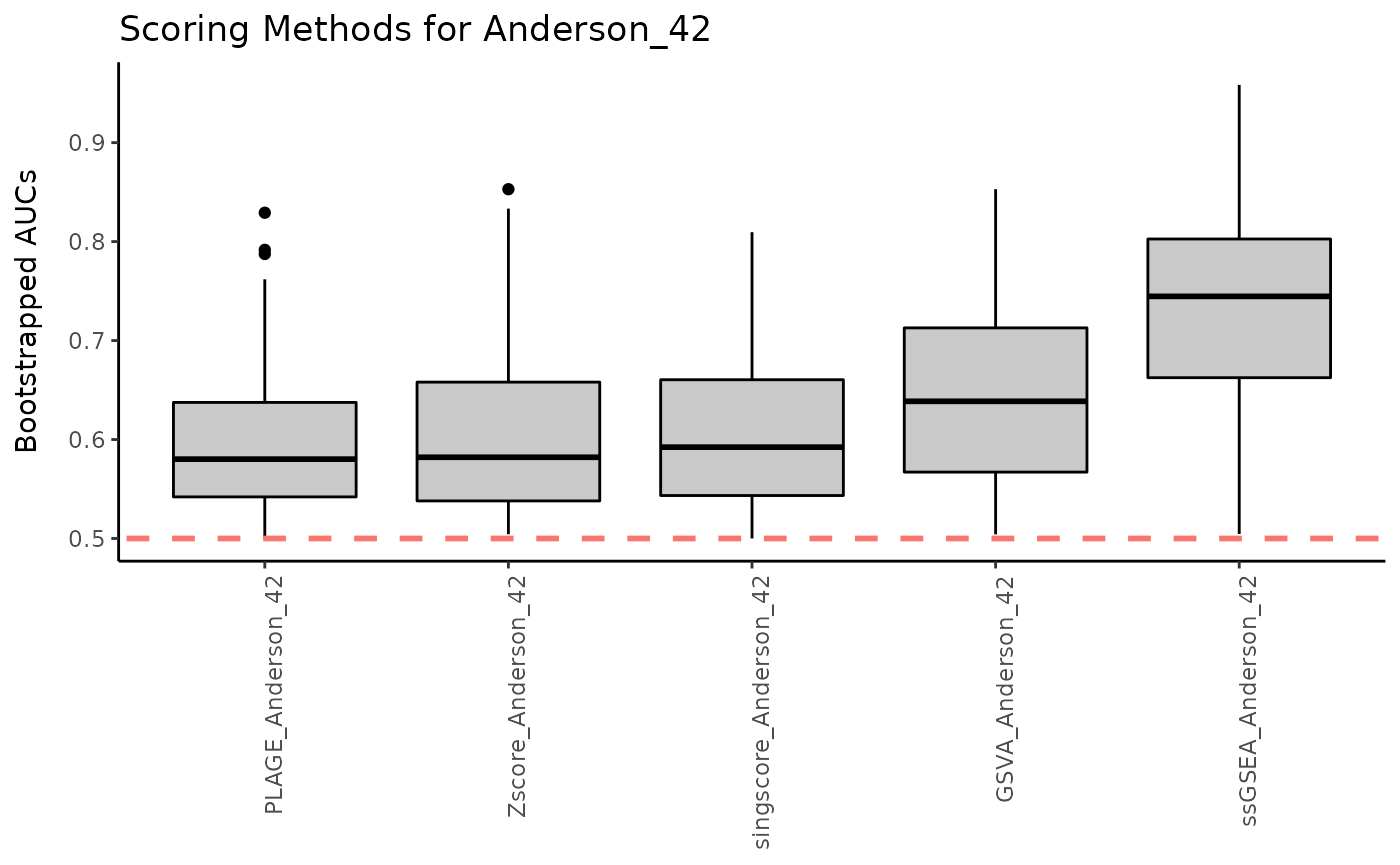 Scoring Methods for Anderson_42
Bootstrapped AUCs
0.9
0.8
0.7
0.6
0.5
PLAGE_Anderson_42
Zscore_Anderson_42
singscore_Anderson_42
GSVA_Anderson_42
ssGSEA_Anderson_42